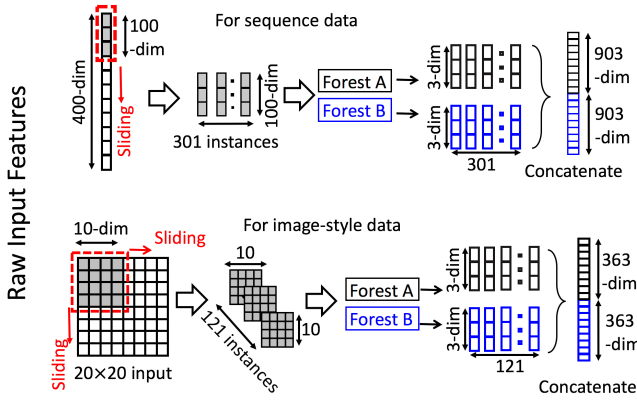 Raw Input Features
For sequence data
100
-dim
400-dim
Sliding
301 instances
100-dim
Forest A
Forest B
3-dim
3-dim
301
903
-dim
903
-dim
Concatenate
For image-style data
10-dim
Sliding
Sliding
20×20 input
10
10
121 instances
Forest A
Forest B
3-dim
3-dim
121
363
-dim
363
-dim
Concatenate